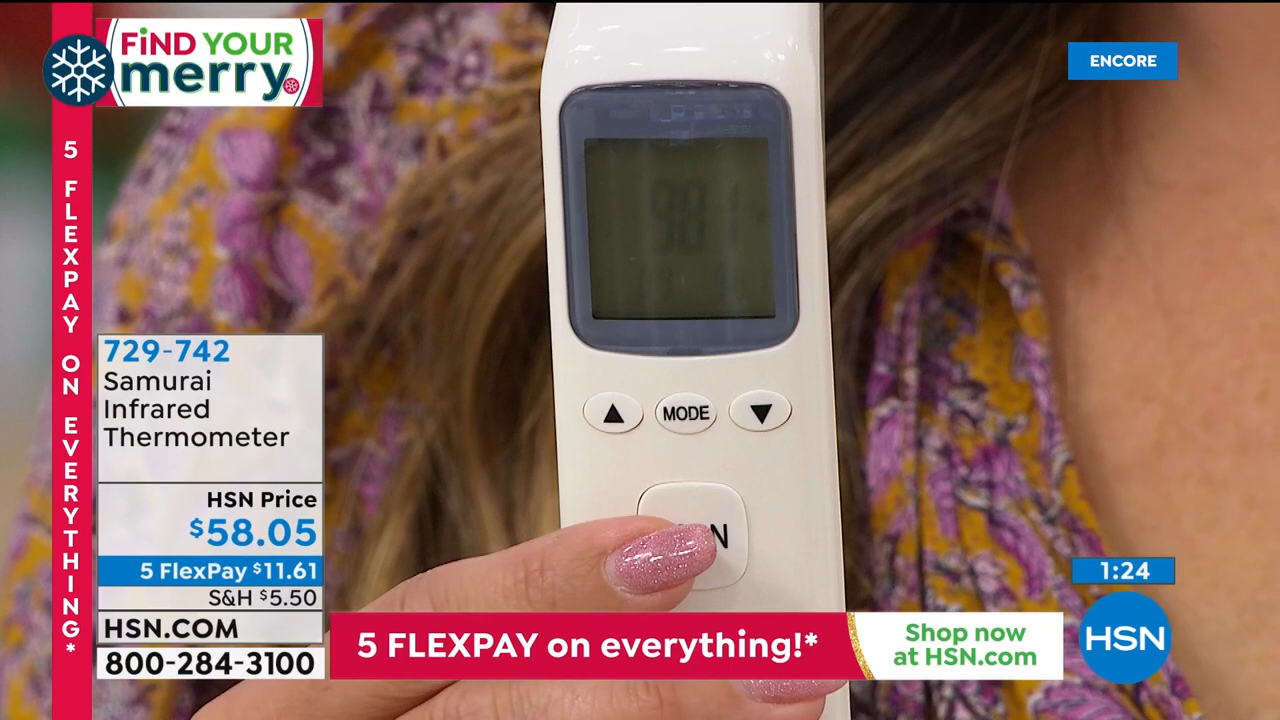 FiND YOUR
merry
ENCORE
5 FLEXPAY ON EVERYTHING*
98.1
MODE
729-742
Samurai
Infrared
Thermometer
HSN Price
$58.05
5 FlexPay $11.61
S&H $5.50
HSN.COM
800-284-3100
1:24
5 FLEXPAY on everything!*
Shop now
at HSN.com
HSN